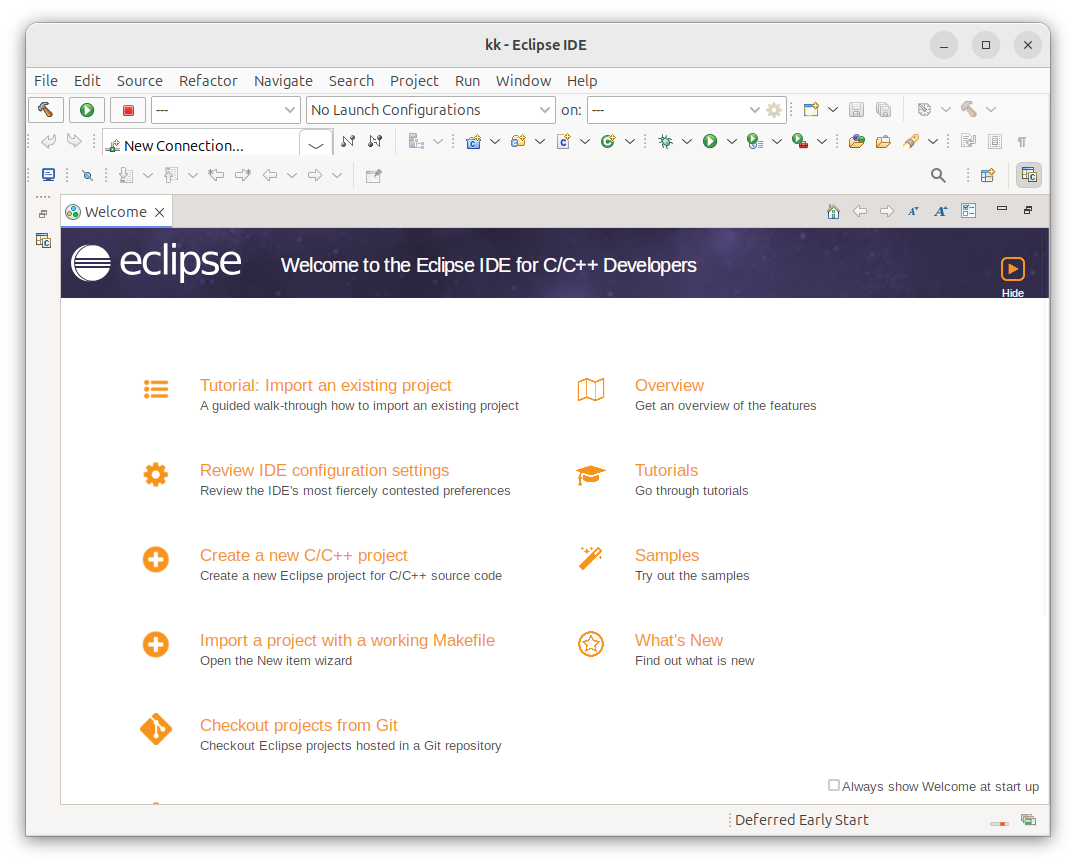 kk - Eclipse IDE
File Edit Source Refactor Navigate Search Project Run Window Help
--- No Launch Configurations on: ---
New Connection...
Welcome
eclipse Welcome to the Eclipse IDE for C/C++ Developers
Hide
Tutorial: Import an existing project
A guided walk-through how to import an existing project
Overview
Get an overview of the features
Review IDE configuration settings
Review the IDE's most fiercely contested preferences
Tutorials
Go through tutorials
Create a new C/C++ project
Create a new Eclipse project for C/C++ source code
Samples
Try out the samples
Import a project with a working Makefile
Open the New item wizard
What's New
Find out what is new
Checkout projects from Git
Checkout Eclipse projects hosted in a Git repository
Always show Welcome at start up
Deferred Early Start